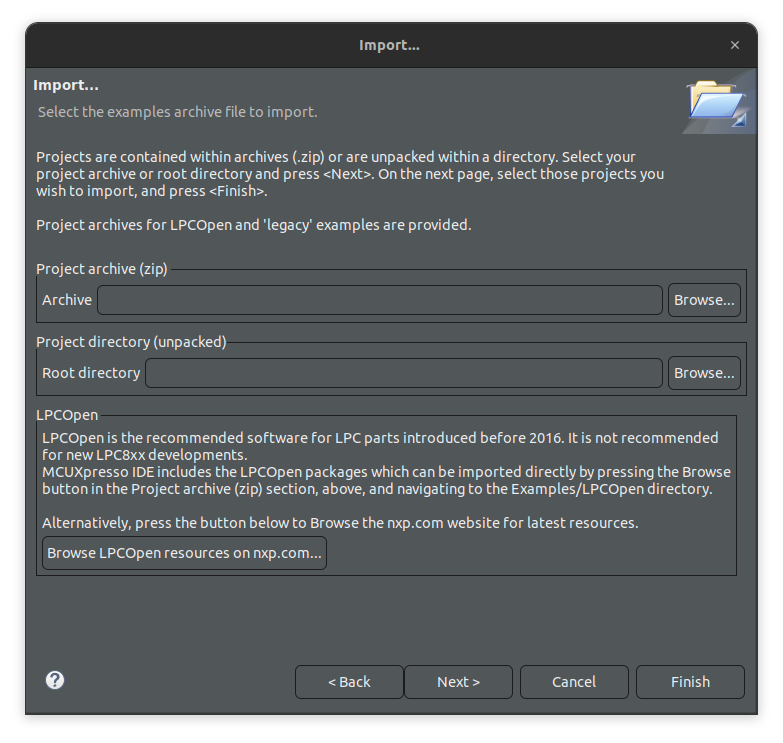 Import...
Import...
Select the examples archive file to import.
Projects are contained within archives (.zip) or are unpacked within a directory. Select your
project archive or root directory and press <Next>. On the next page, select those projects you
wish to import, and press <Finish>.
Project archives for LPCOpen and 'legacy' examples are provided.
Project archive (zip)
Archive Browse...
Project directory (unpacked)
Root directory Browse...
LPCOpen
LPCOpen is the recommended software for LPC parts introduced before 2016. It is not recommended
for new LPC8xx developments.
MCUXpresso IDE includes the LPCOpen packages which can be imported directly by pressing the Browse
button in the Project archive (zip) section, above, and navigating to the Examples/LPCOpen directory.
Alternatively, press the button below to Browse the nxp.com website for latest resources.
Browse LPCOpen resources on nxp.com...
? < Back Next > Cancel Finish